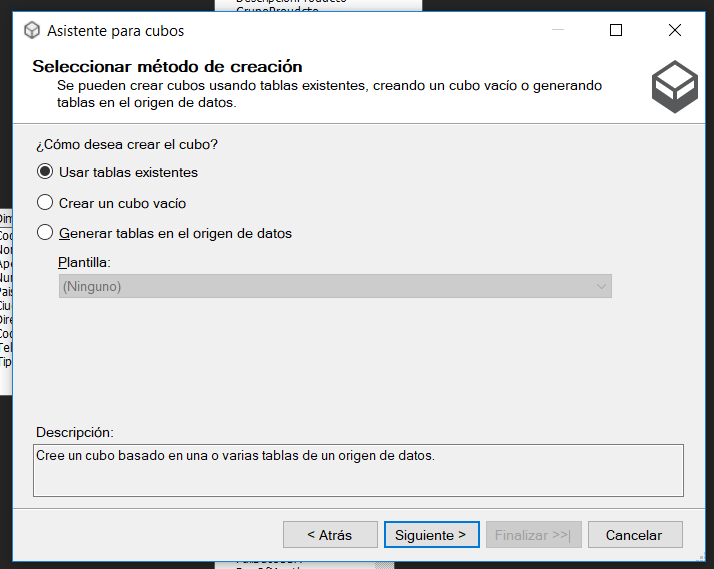 Asistente para cubos
Seleccionar método de creación
Se pueden crear cubos usando tablas existentes, creando un cubo vacío o generando
tablas en el origen de datos.
¿Cómo desea crear el cubo?
Usar tablas existentes
Crear un cubo vacío
Generar tablas en el origen de datos
Plantilla:
(Ninguno)
Descripción:
Cree un cubo basado en una o varias tablas de un origen de datos.
< Atrás
Siguiente >
Finalizar >>|
Cancelar